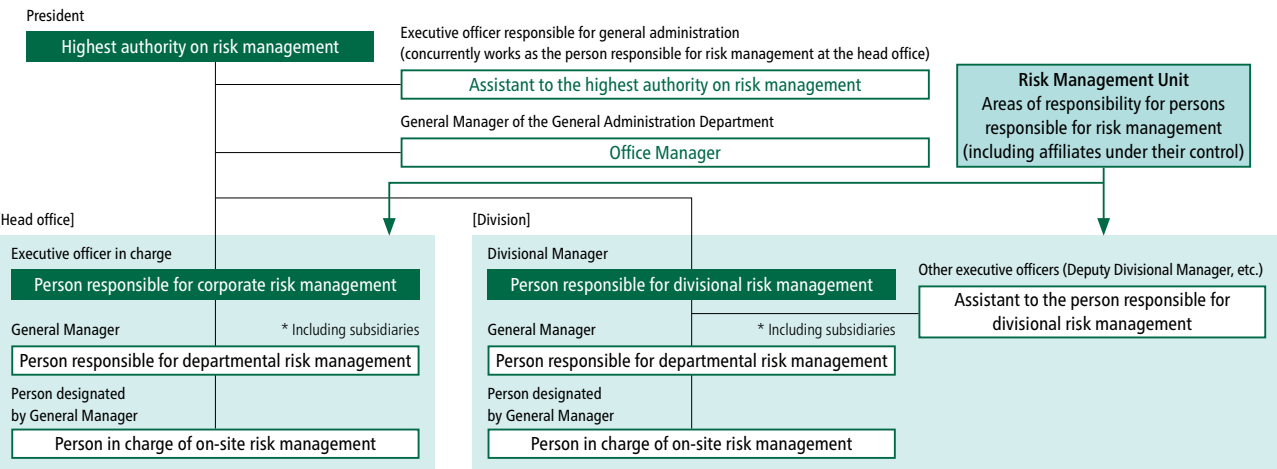 President
Highest authority on risk management
Executive officer responsible for general administration
(concurrently works as the person responsible for risk management at the head office)
Assistant to the highest authority on risk management
General Manager of the General Administration Department
Office Manager
Risk Management Unit
Areas of responsibility for persons
responsible for risk management
(including affiliates under their control)
Head office]
Executive officer in charge
Person responsible for corporate risk management
General Manager
* Including subsidiaries
Person responsible for departmental risk management
Person designated
by General Manager
Person in charge of on-site risk management
[Division]
Divisional Manager
Person responsible for divisional risk management
Other executive officers (Deputy Divisional Manager, etc.)
Assistant to the person responsible for
divisional risk management
General Manager
* Including subsidiaries
Person responsible for departmental risk management
Person designated
by General Manager
Person in charge of on-site risk management